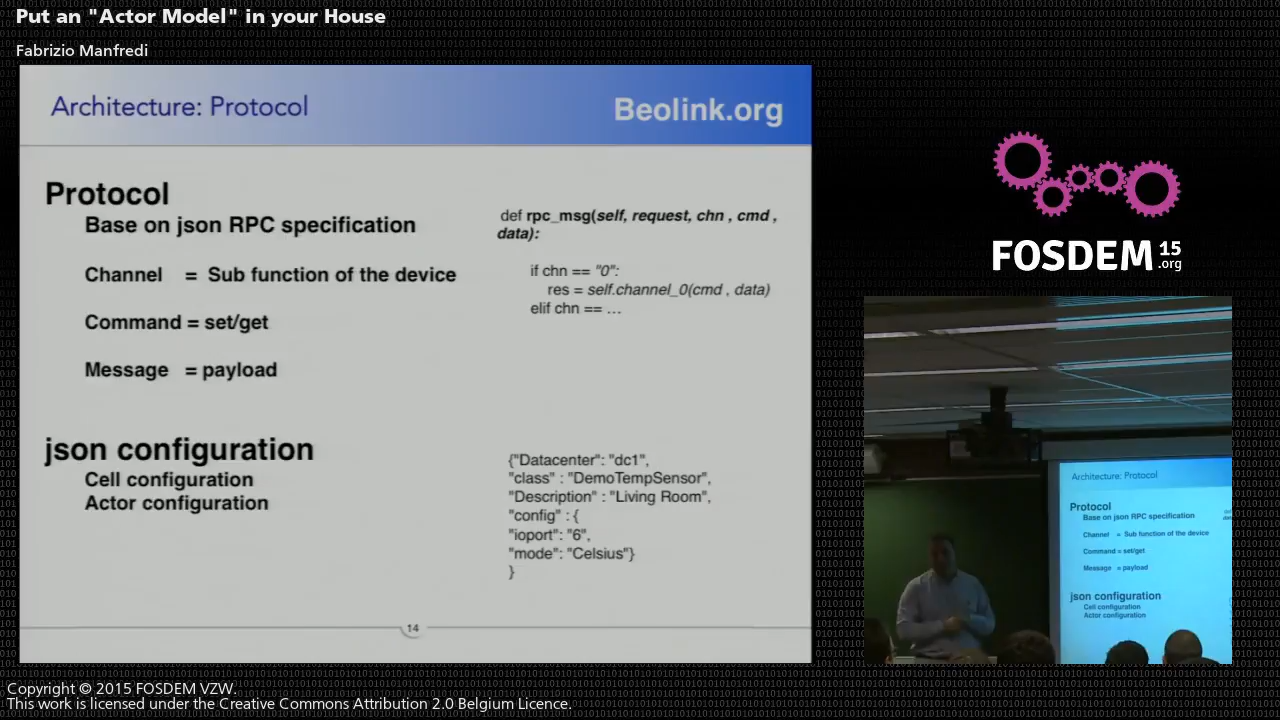 Put an "Actor Model" in your House
Fabrizio Manfredi
Architecture: Protocol
Beolink.org
Protocol
Base on json RPC specification
Channel = Sub function of the device
Command = set/get
Message = payload
def rpc_msg(self, request, chn , cmd ,
data):
if chn == "0":
res = self.channel_0(cmd , data)
elif chn == …
json configuration
Cell configuration
Actor configuration
{"Datacenter": "dc1",
"class" : "DemoTempSensor",
"Description" : "Living Room",
"config" : {
"ioport": "6",
"mode": "Celsius"}
}
14
FOSDEM 15
.org
Architecture: Protocol
Protocol
Base on json RPC specification
Channel = Sub function of the device
Command = set/get
Message = payload
json configuration
Cell configuration
Actor configuration
Copyright © 2015 FOSDEM VZW.
This work is licensed under the Creative Commons Attribution 2.0 Belgium Licence.